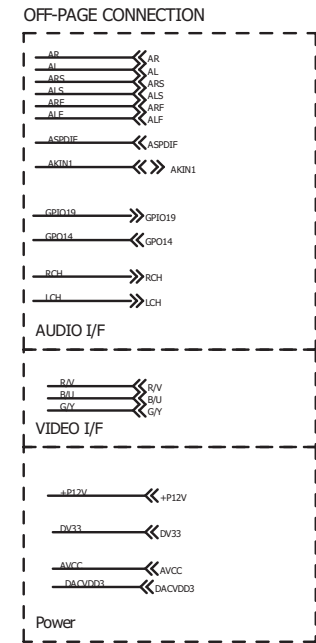 OFF-PAGE CONNECTION
AR AR
AL AL
ARS ARS
ALS ALS
ARF ARF
ALF ALF
ASPDIF ASPDIF
AKIN1 AKIN1
GPIO19 GPIO19
GPO14 GPO14
RCH RCH
LCH LCH
AUDIO I/F
R/V R/V
B/U B/U
G/Y G/Y
VIDEO I/F
+P12V +P12V
DV33 DV33
AVCC AVCC
DACVDD3 DACVDD3
Power